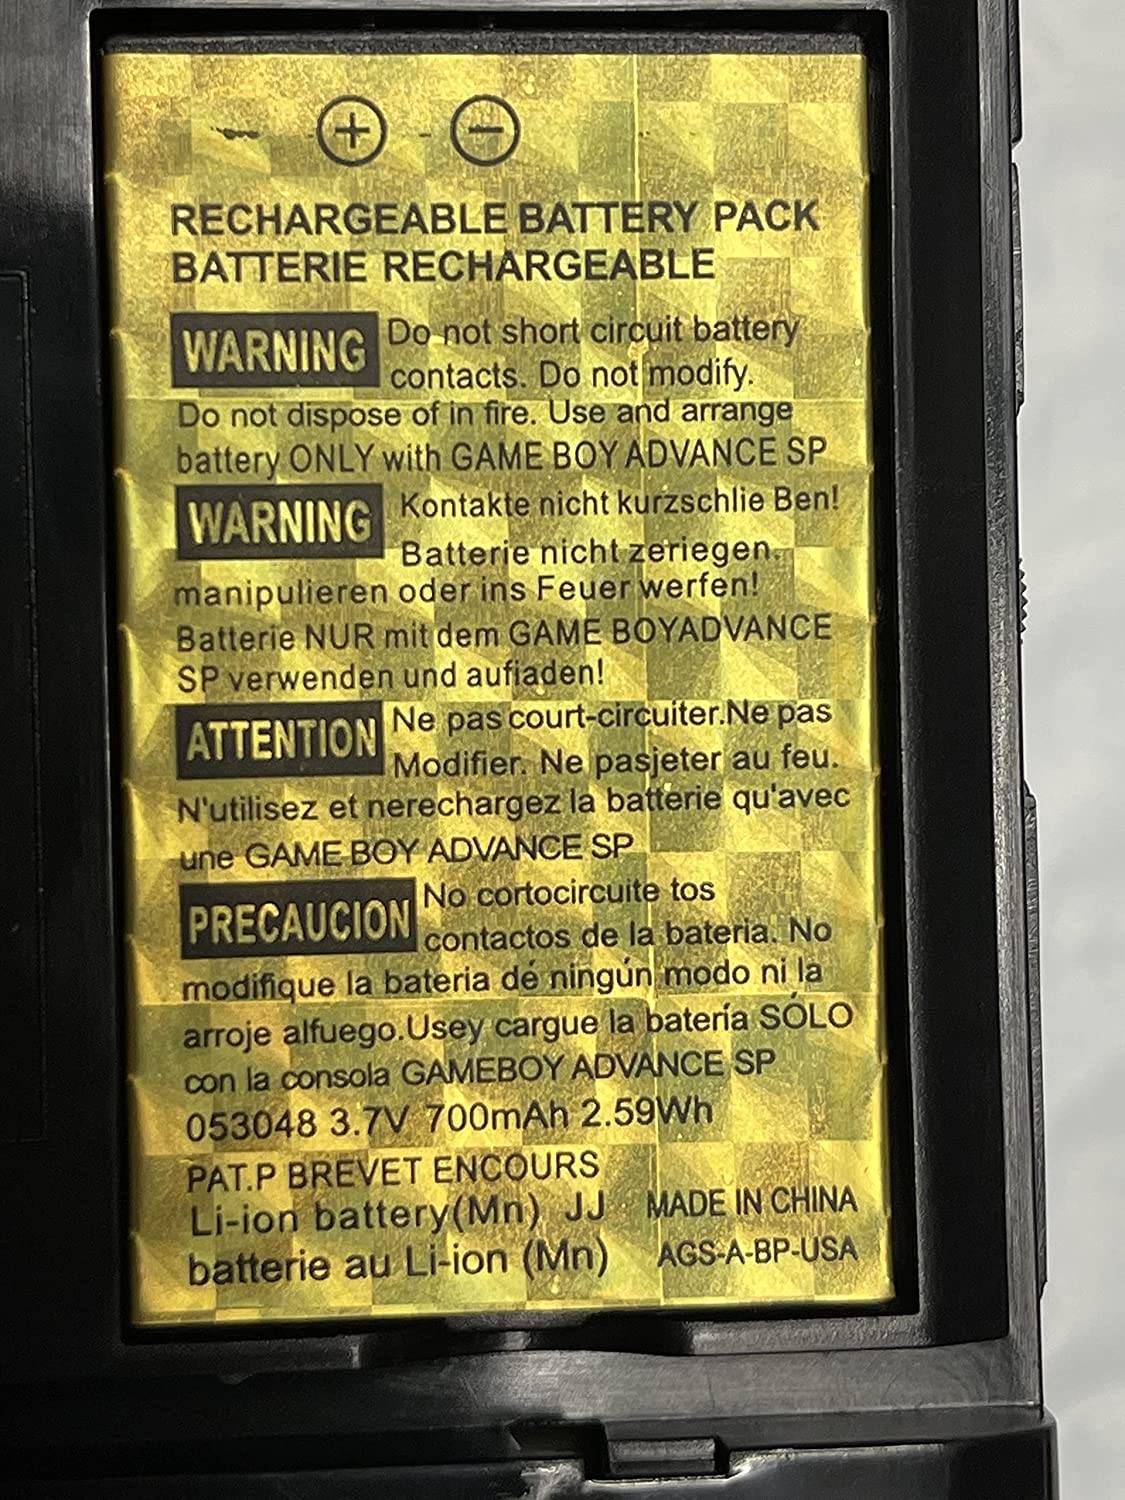 + −
RECHARGEABLE BATTERY PACK
BATTERIE RECHARGEABLE
WARNING Do not short circuit battery
contacts. Do not modify.
Do not dispose of in fire. Use and arrange
battery ONLY with GAME BOY ADVANCE SP
WARNING Kontakte nicht kurzschlie Ben!
Batterie nicht zeriegen.
manipulieren oder ins Feuer werfen!
Batterie NUR mit dem GAME BOYADVANCE
SP verwenden und aufiaden!
ATTENTION Ne pas court-circuiter.Ne pas
Modifier. Ne pasjeter au feu.
N'utilisez et nerechargez la batterie qu'avec
une GAME BOY ADVANCE SP
PRECAUCION No cortocircuite tos
contactos de la bateria. No
modifique la bateria dé ningún modo ni la
arroje alfuego.Usey cargue la batería SÓLO
con la consola GAMEBOY ADVANCE SP
053048 3.7V 700mAh 2.59Wh
PAT.P BREVET ENCOURS
Li-ion battery(Mn) JJ MADE IN CHINA
batterie au Li-ion (Mn) AGS-A-BP-USA